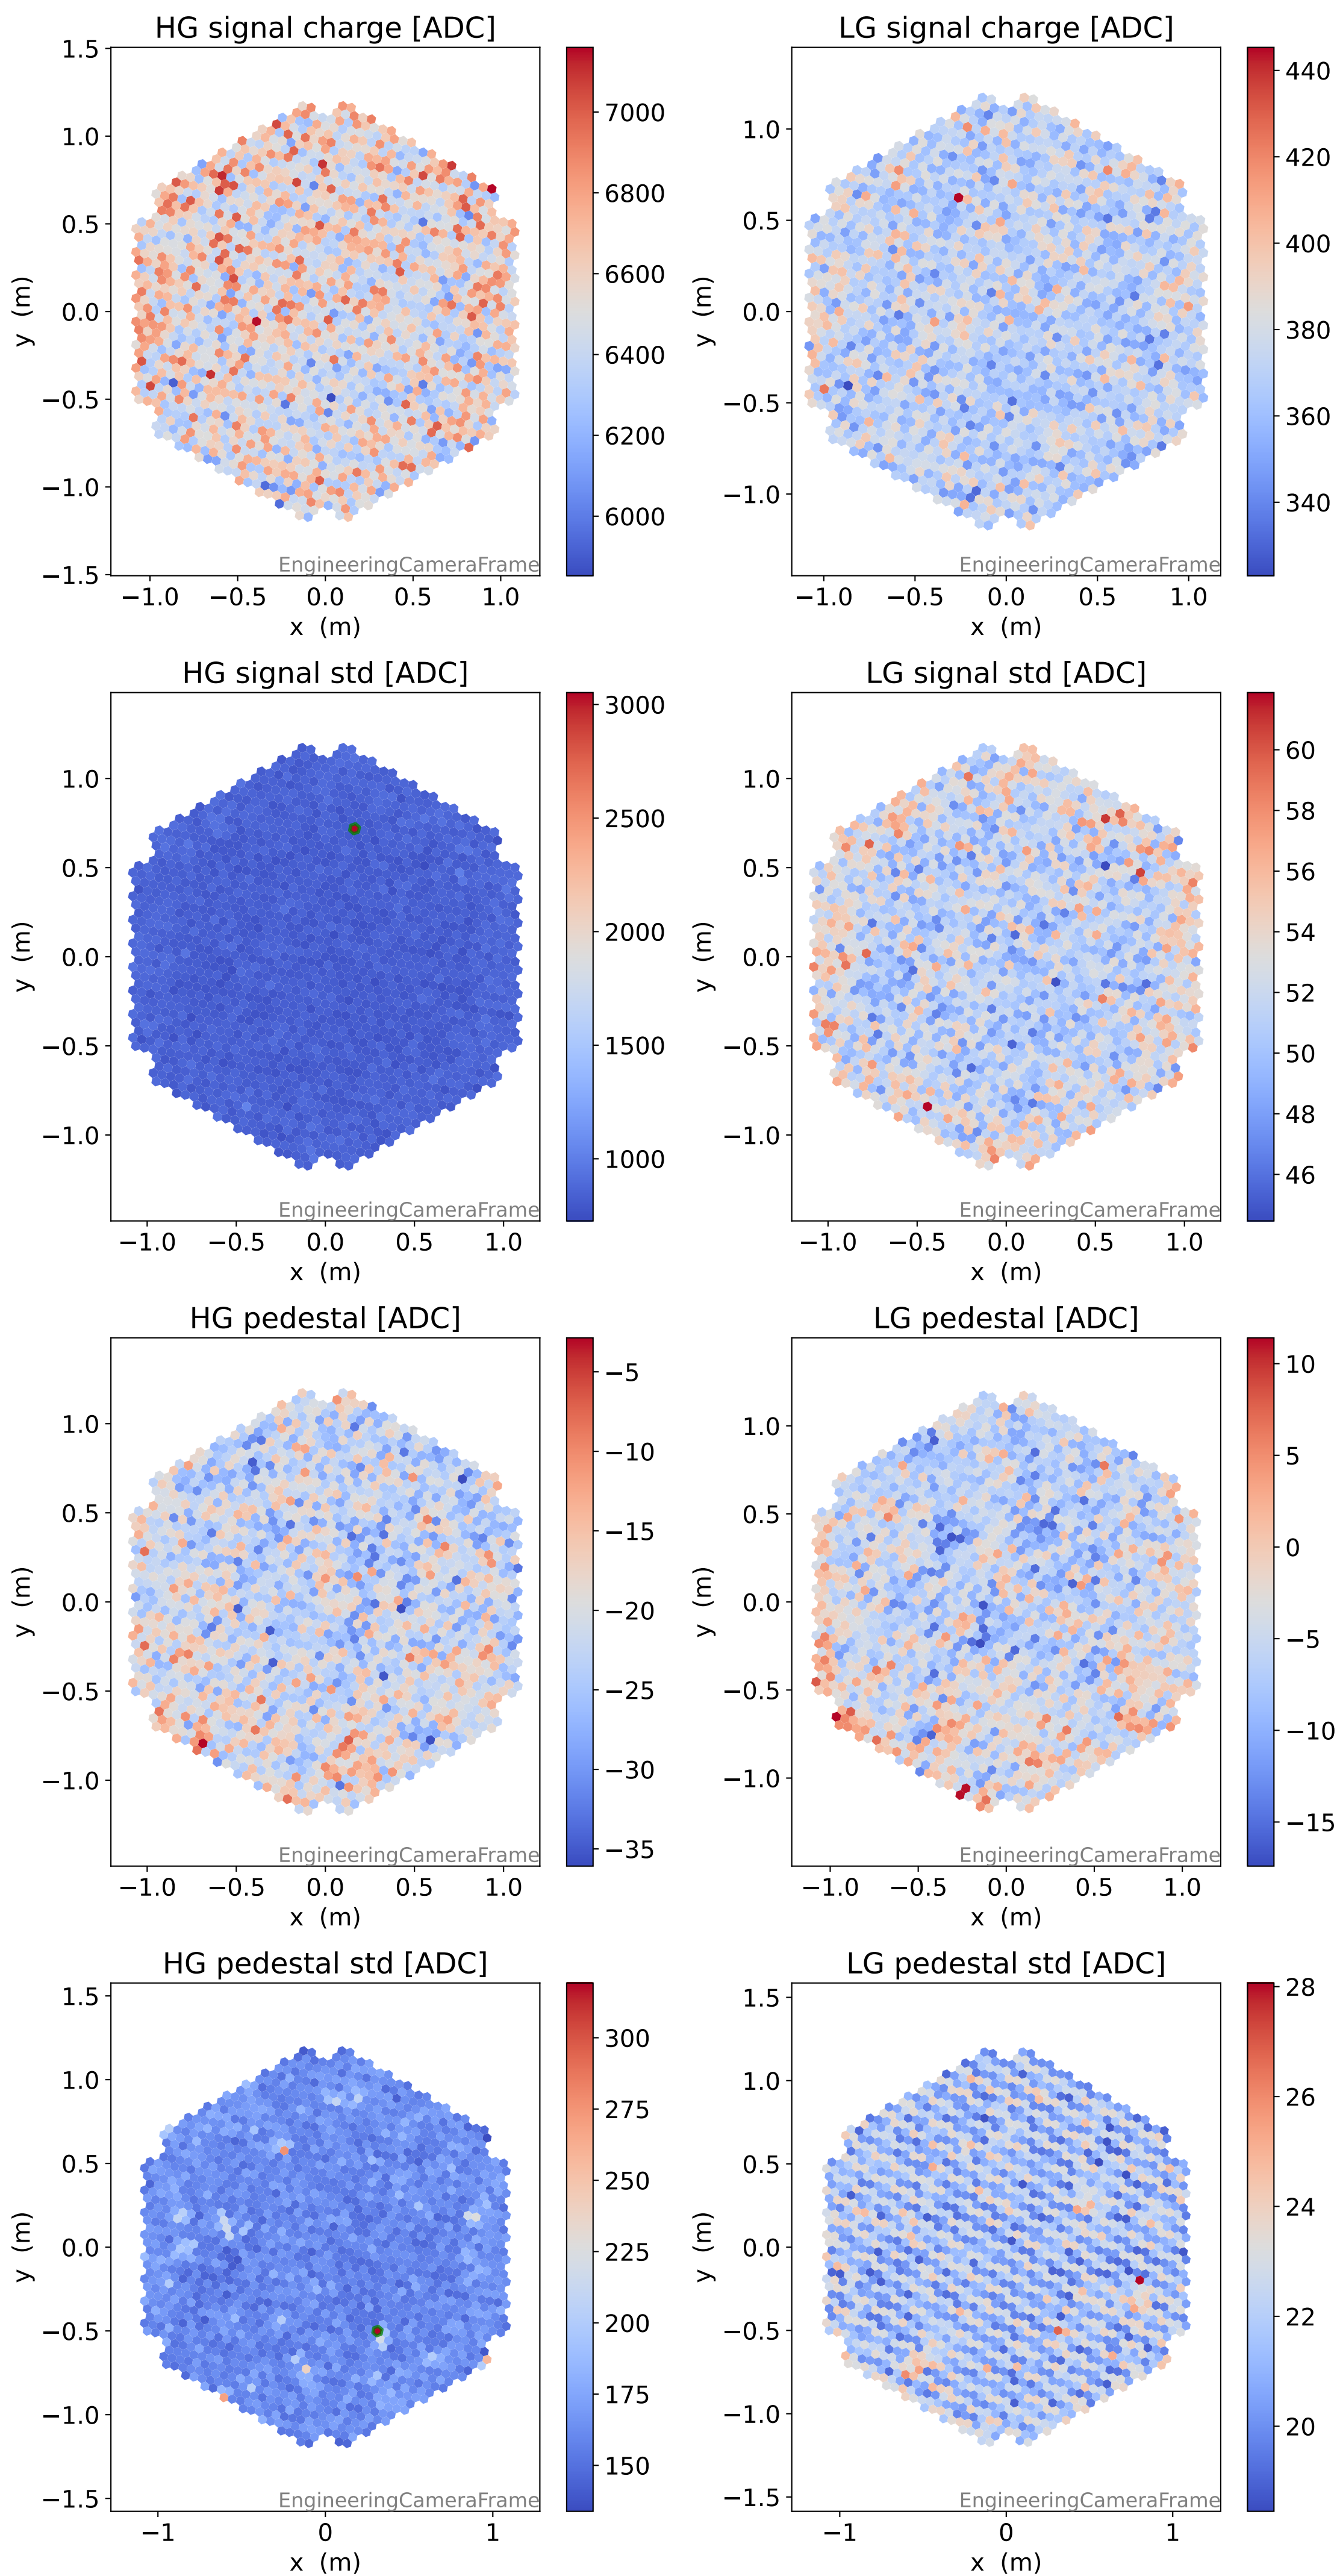 HG signal charge [ADC]
1.5
1.0
0.5
0.0
−0.5
−1.0
−1.5
y (m)
−1.0 −0.5 0.0 0.5 1.0
x (m)
EngineeringCameraFrame
7000
6800
6600
6400
6200
6000
LG signal charge [ADC]
1.0
0.5
0.0
−0.5
−1.0
y (m)
−1.0 −0.5 0.0 0.5 1.0
x (m)
EngineeringCameraFrame
440
420
400
380
360
340
HG signal std [ADC]
1.0
0.5
0.0
−0.5
−1.0
y (m)
−1.0 −0.5 0.0 0.5 1.0
x (m)
EngineeringCameraFrame
3000
2500
2000
1500
1000
LG signal std [ADC]
1.0
0.5
0.0
−0.5
−1.0
y (m)
−1.0 −0.5 0.0 0.5 1.0
x (m)
EngineeringCameraFrame
60
58
56
54
52
50
48
46
HG pedestal [ADC]
1.0
0.5
0.0
−0.5
−1.0
y (m)
−1.0 −0.5 0.0 0.5 1.0
x (m)
EngineeringCameraFrame
−5
−10
−15
−20
−25
−30
−35
LG pedestal [ADC]
1.0
0.5
0.0
−0.5
−1.0
y (m)
−1.0 −0.5 0.0 0.5 1.0
x (m)
EngineeringCameraFrame
10
5
0
−5
−10
−15
HG pedestal std [ADC]
1.5
1.0
0.5
0.0
−0.5
−1.0
−1.5
y (m)
−1 0 1
x (m)
EngineeringCameraFrame
300
275
250
225
200
175
150
LG pedestal std [ADC]
1.5
1.0
0.5
0.0
−0.5
−1.0
−1.5
y (m)
−1 0 1
x (m)
EngineeringCameraFrame
28
26
24
22
20